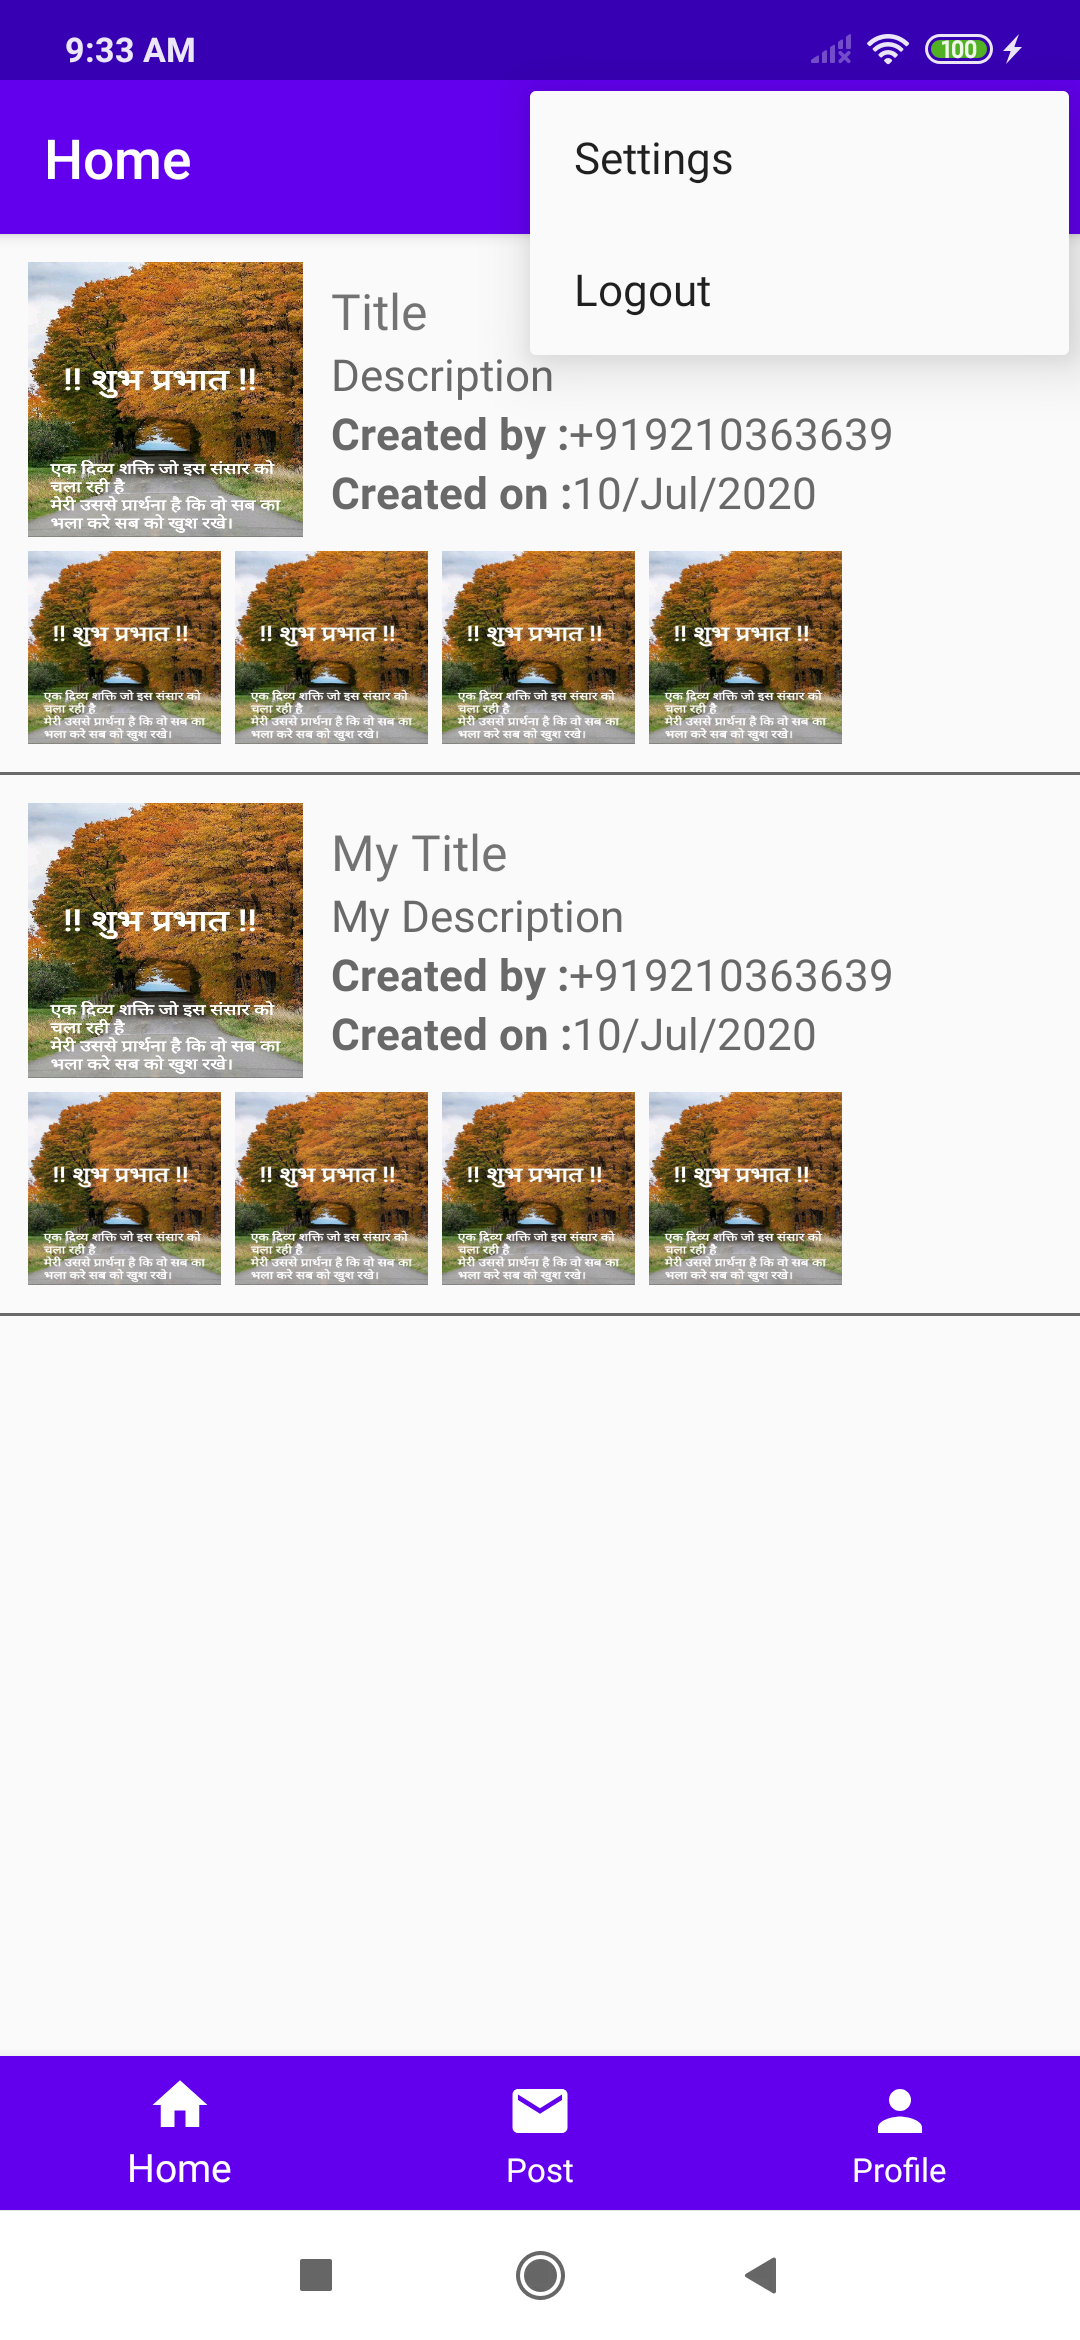 9:33 AM
100
Home
Settings
Logout
!! शुभ प्रभात !!
एक दिव्य शक्ति जो इस संसार को
चला रही है
मेरी उससे प्रार्थना है कि वो सब का
भला करे सब को खुश रखे।
Title
Description
Created by :+919210363639
Created on :10/Jul/2020
!! शुभ प्रभात !!
एक दिव्य शक्ति जो इस संसार को
चला रही है
मेरी उससे प्रार्थना है कि वो सब का
भला करे सब को खुश रखे।
!! शुभ प्रभात !!
एक दिव्य शक्ति जो इस संसार को
चला रही है
मेरी उससे प्रार्थना है कि वो सब का
भला करे सब को खुश रखे।
!! शुभ प्रभात !!
एक दिव्य शक्ति जो इस संसार को
चला रही है
मेरी उससे प्रार्थना है कि वो सब का
भला करे सब को खुश रखे।
!! शुभ प्रभात !!
एक दिव्य शक्ति जो इस संसार को
चला रही है
मेरी उससे प्रार्थना है कि वो सब का
भला करे सब को खुश रखे।
!! शुभ प्रभात !!
एक दिव्य शक्ति जो इस संसार को
चला रही है
मेरी उससे प्रार्थना है कि वो सब का
भला करे सब को खुश रखे।
My Title
My Description
Created by :+919210363639
Created on :10/Jul/2020
!! शुभ प्रभात !!
एक दिव्य शक्ति जो इस संसार को
चला रही है
मेरी उससे प्रार्थना है कि वो सब का
भला करे सब को खुश रखे।
!! शुभ प्रभात !!
एक दिव्य शक्ति जो इस संसार को
चला रही है
मेरी उससे प्रार्थना है कि वो सब का
भला करे सब को खुश रखे।
!! शुभ प्रभात !!
एक दिव्य शक्ति जो इस संसार को
चला रही है
मेरी उससे प्रार्थना है कि वो सब का
भला करे सब को खुश रखे।
!! शुभ प्रभात !!
एक दिव्य शक्ति जो इस संसार को
चला रही है
मेरी उससे प्रार्थना है कि वो सब का
भला करे सब को खुश रखे।
Home
Post
Profile